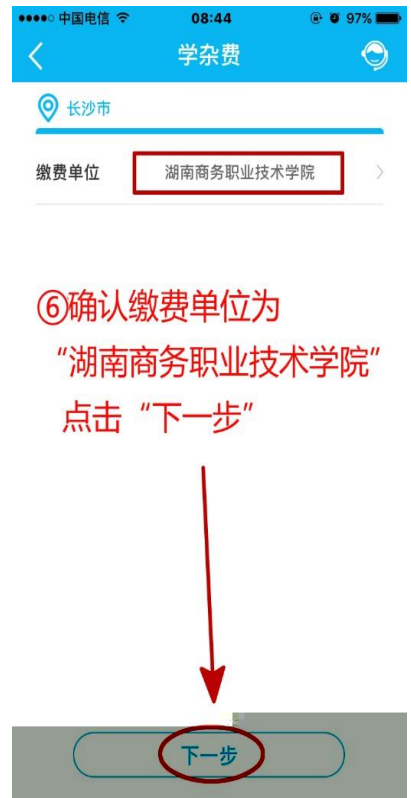 中国电信 08:44 97%
学杂费
长沙市
缴费单位 湖南商务职业技术学院
⑥确认缴费单位为
“湖南商务职业技术学院”
点击“下一步”
下一步